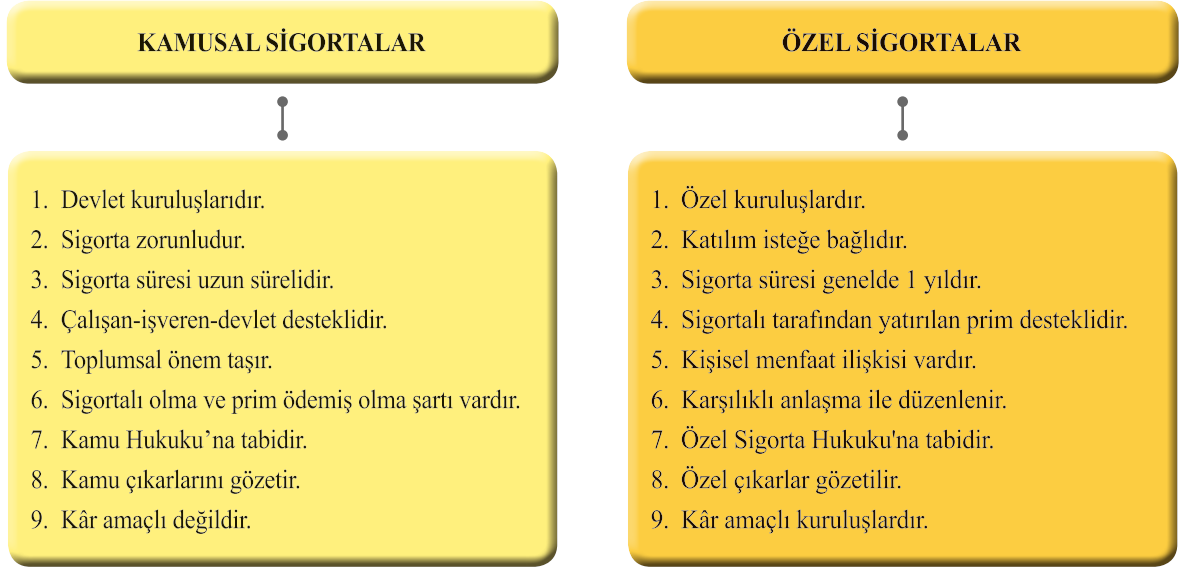 KAMUSAL SİGORTALAR
1. Devlet kuruluşlarıdır.
2. Sigorta zorunludur.
3. Sigorta süresi uzun sürelidir.
4. Çalışan-işveren-devlet desteklidir.
5. Toplumsal önem taşır.
6. Sigortalı olma ve prim ödemiş olma şartı vardır.
7. Kamu Hukuku’na tabidir.
8. Kamu çıkarlarını gözetir.
9. Kâr amaçlı değildir.
ÖZEL SİGORTALAR
1. Özel kuruluşlardır.
2. Katılım isteğe bağlıdır.
3. Sigorta süresi genelde 1 yıldır.
4. Sigortalı tarafından yatırılan prim desteklidir.
5. Kişisel menfaat ilişkisi vardır.
6. Karşılıklı anlaşma ile düzenlenir.
7. Özel Sigorta Hukuku'na tabidir.
8. Özel çıkarlar gözetilir.
9. Kâr amaçlı kuruluşlardır.